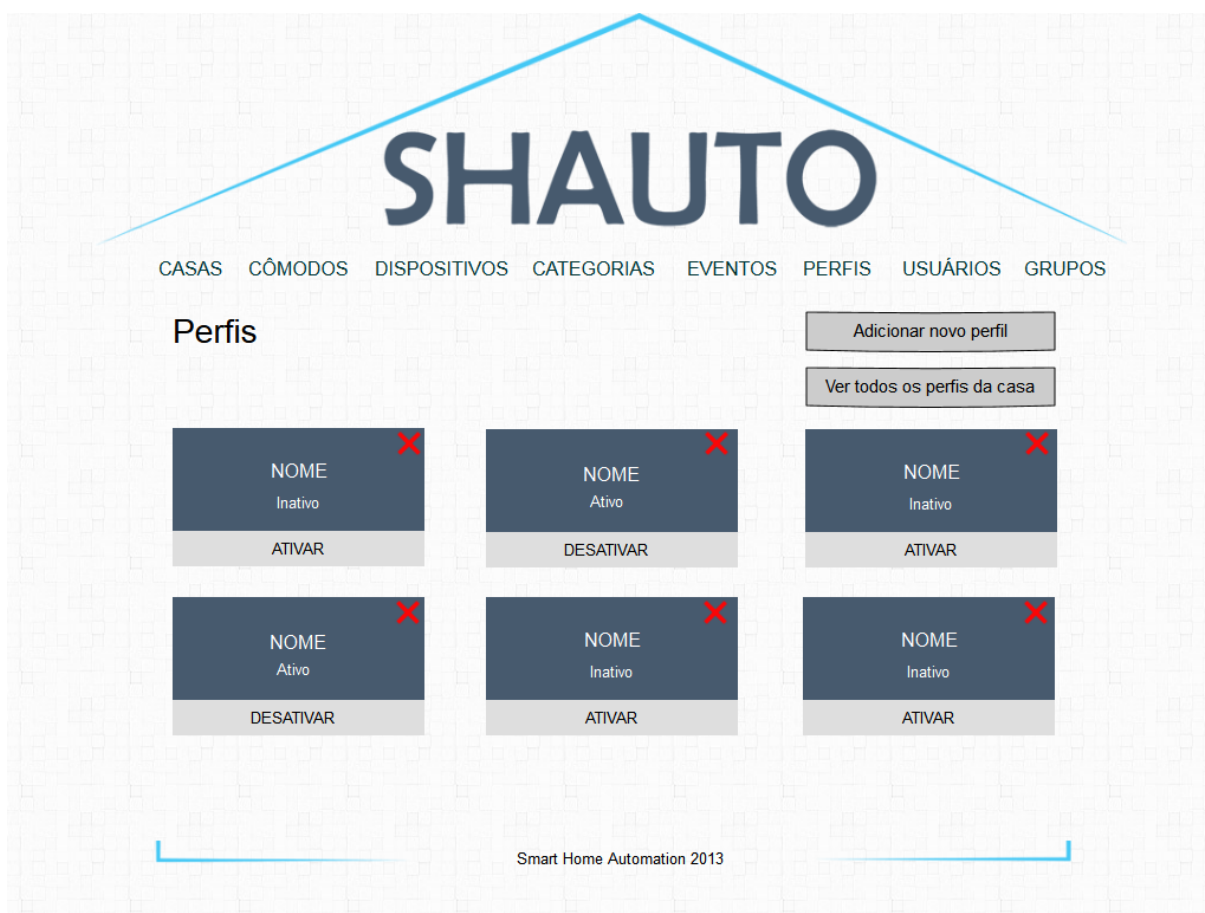 SHAUTO
CASAS CÔMODOS DISPOSITIVOS CATEGORIAS EVENTOS PERFIS USUÁRIOS GRUPOS
Perfis
Adicionar novo perfil
Ver todos os perfis da casa
NOME
Inativo
ATIVAR
NOME
Ativo
DESATIVAR
NOME
Inativo
ATIVAR
NOME
Ativo
DESATIVAR
NOME
Inativo
ATIVAR
NOME
Inativo
ATIVAR
Smart Home Automation 2013